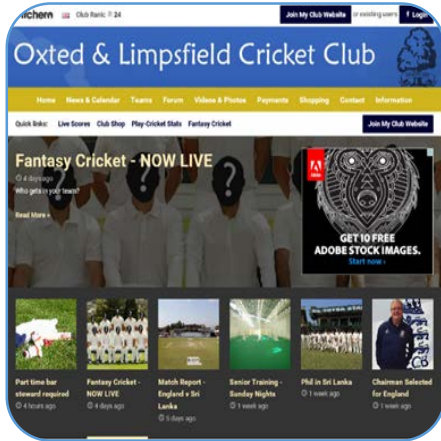 Pitchero Club Rank: 24 Join My Club Website or existing users f Login
Oxted & Limpsfield Cricket Club
Home News & Calendar Teams Forum Videos & Photos Payments Shopping Contact Information
Quick links: Live Scores Club Shop Play-Cricket Stats Fantasy Cricket Join My Club Website
Fantasy Cricket - NOW LIVE
4 days ago
Who gets in your team?
Read More »
Adobe
GET 10 FREE
ADOBE STOCK IMAGES.
Start now ›
Part time bar
steward required
4 hours ago
Fantasy Cricket -
NOW LIVE
4 days ago
Match Report -
England v Sri
Lanka
6 days ago
Senior Training -
Sunday Nights
1 week ago
Phil in Sri Lanka
1 week ago
Chairman Selected
for England
1 week ago